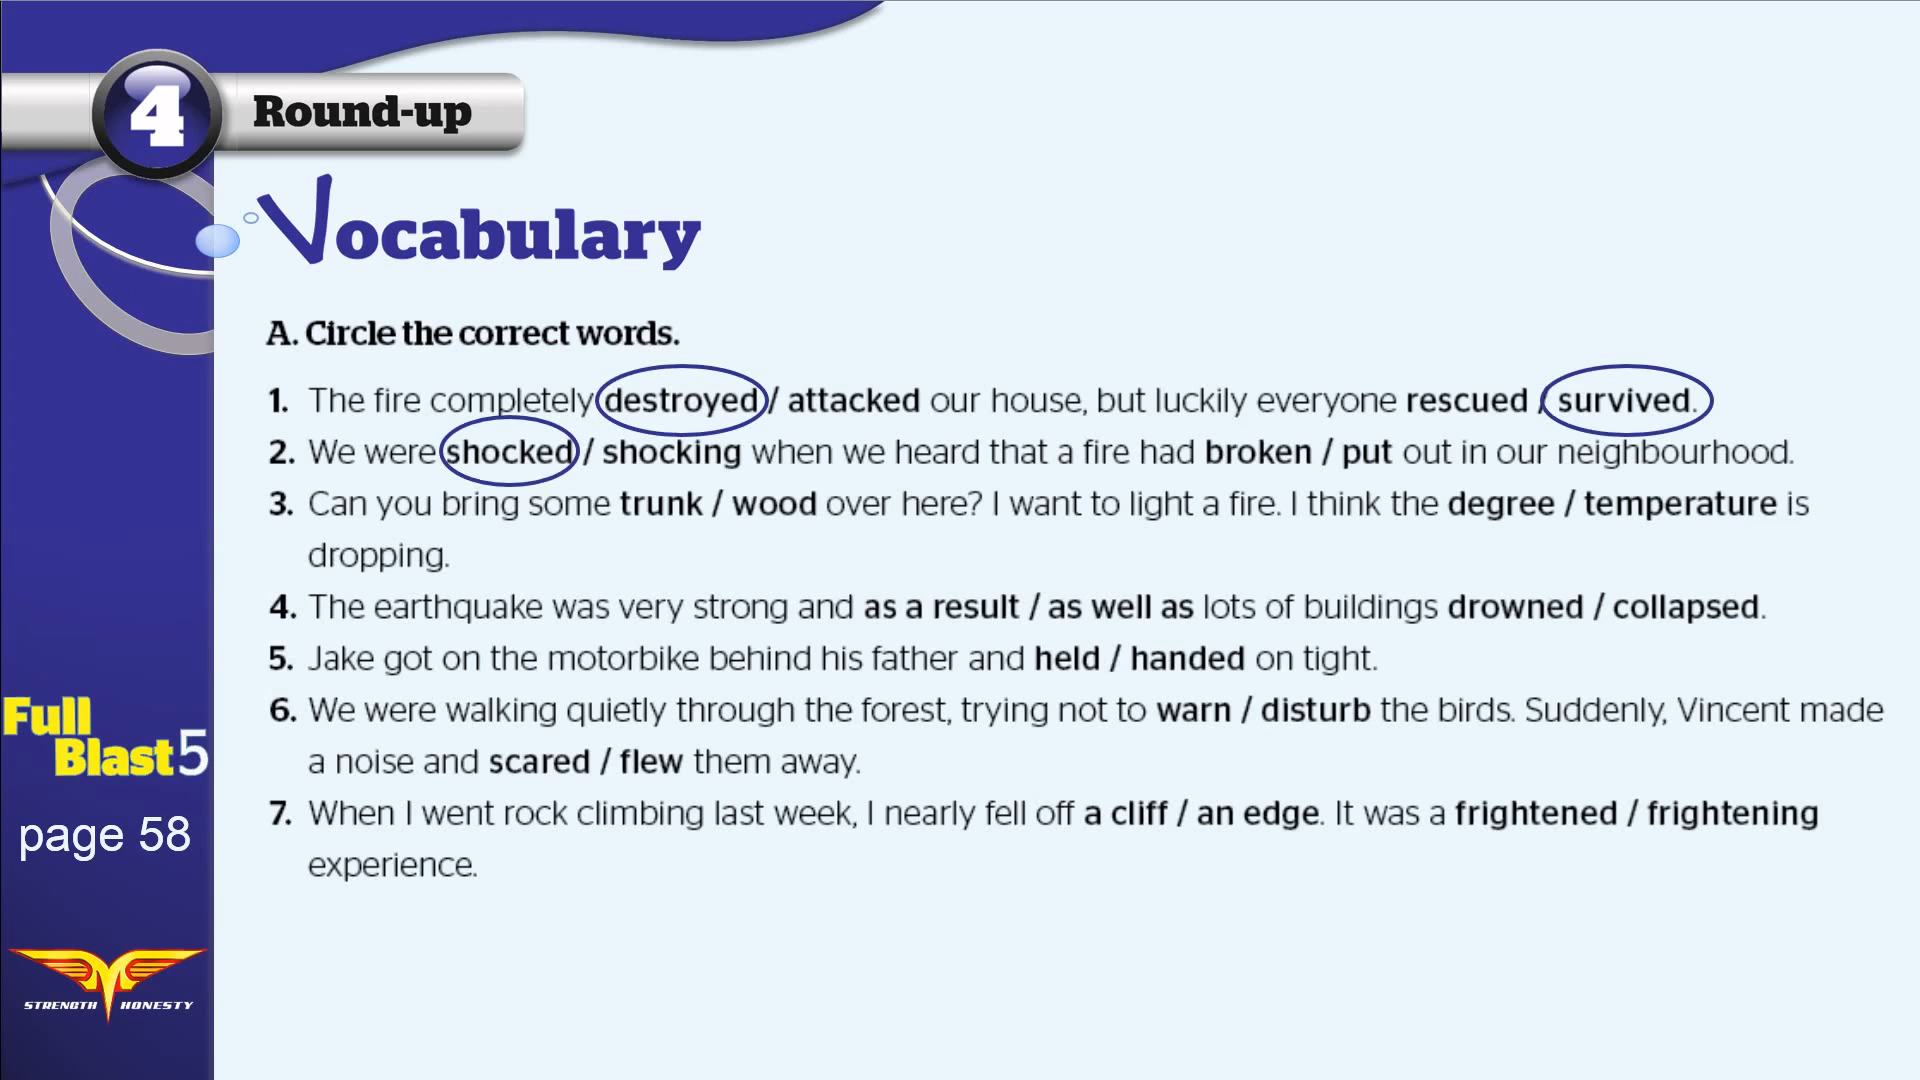 4 Round-up
Vocabulary
A. Circle the correct words.
1. The fire completely destroyed / attacked our house, but luckily everyone rescued / survived.
2. We were shocked / shocking when we heard that a fire had broken / put out in our neighbourhood.
3. Can you bring some trunk / wood over here? I want to light a fire. I think the degree / temperature is
dropping.
4. The earthquake was very strong and as a result / as well as lots of buildings drowned / collapsed.
5. Jake got on the motorbike behind his father and held / handed on tight.
6. We were walking quietly through the forest, trying not to warn / disturb the birds. Suddenly, Vincent made
a noise and scared / flew them away.
7. When I went rock climbing last week, I nearly fell off a cliff / an edge. It was a frightened / frightening
experience.
Full
Blast 5
page 58
STRENGTH HONESTY